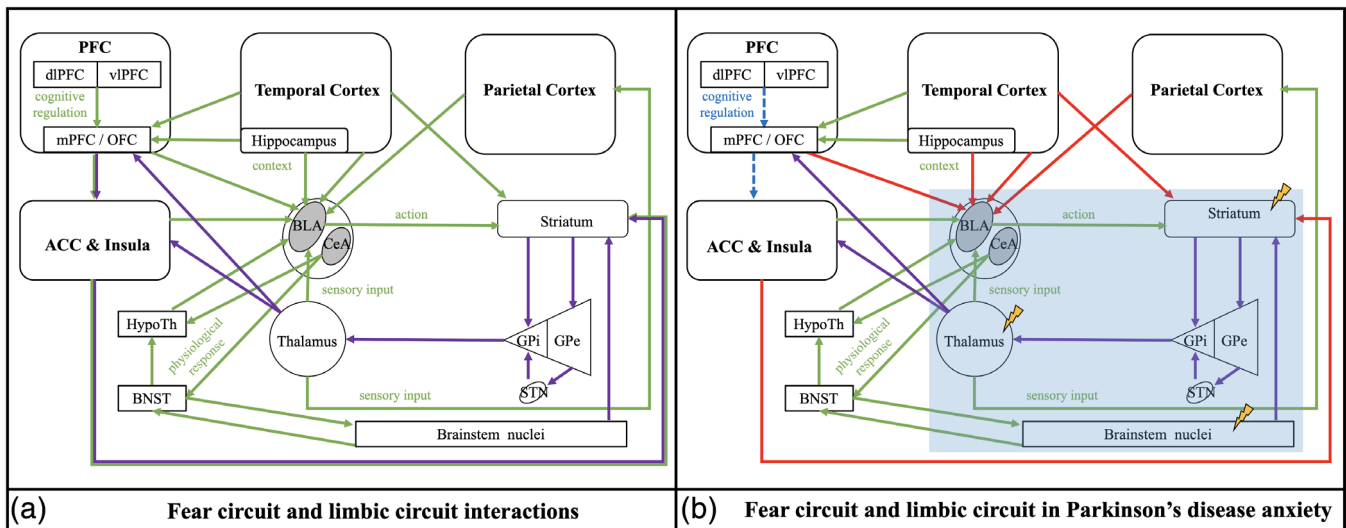 PFC
dlPFC vlPFC
cognitive
regulation
mPFC / OFC
Temporal Cortex
Hippocampus
context
Parietal Cortex
ACC & Insula
BLA
CeA
action
Striatum
sensory input
HypoTh
physiological
response
Thalamus
GPi GPe
STN
BNST
sensory input
Brainstem nuclei
(a) Fear circuit and limbic circuit interactions
PFC
dlPFC vlPFC
cognitive
regulation
mPFC / OFC
Temporal Cortex
Hippocampus
context
Parietal Cortex
ACC & Insula
BLA
CeA
action
Striatum
sensory input
HypoTh
physiological
response
Thalamus
GPi GPe
STN
BNST
sensory input
Brainstem nuclei
(b) Fear circuit and limbic circuit in Parkinson's disease anxiety